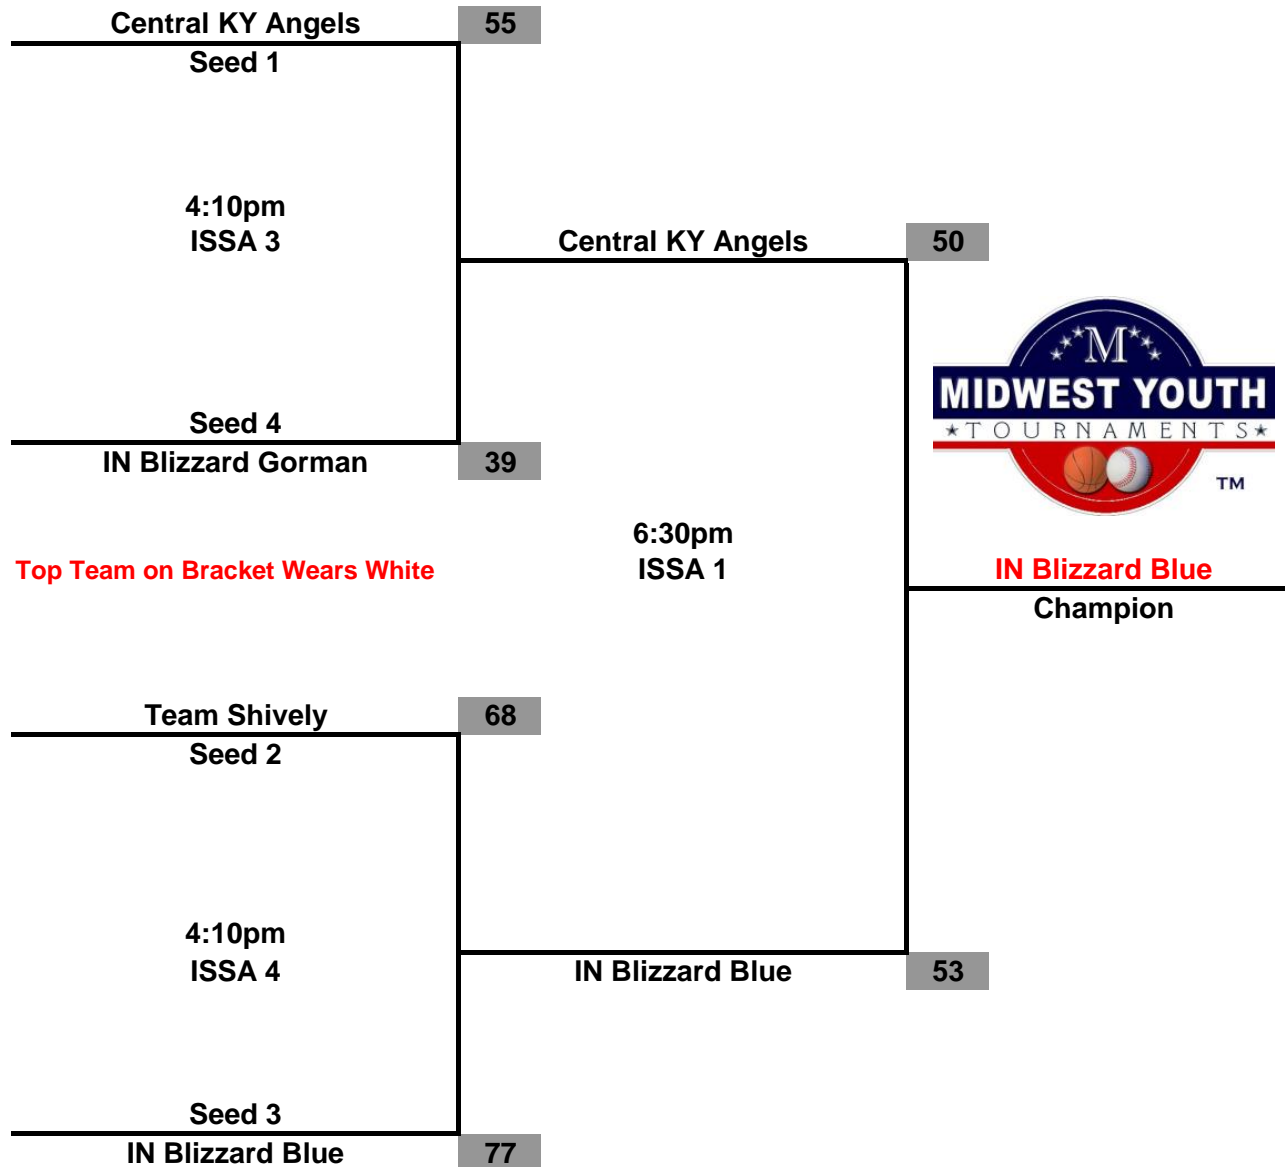 Central KY Angels 55
Seed 1
4:10pm
ISSA 3
Central KY Angels 50
M
MIDWEST YOUTH
TOURNAMENTS
TM
Seed 4
IN Blizzard Gorman 39
6:30pm
ISSA 1
Top Team on Bracket Wears White
IN Blizzard Blue
Champion
Team Shively 68
Seed 2
4:10pm
ISSA 4
IN Blizzard Blue 53
Seed 3
IN Blizzard Blue 77